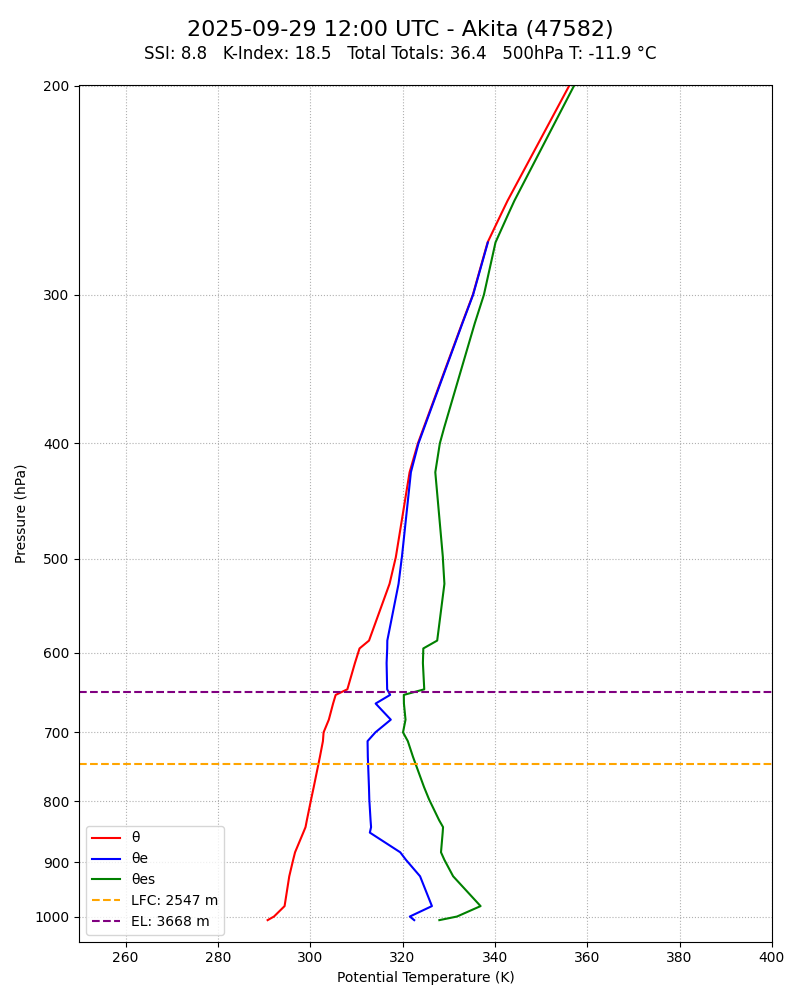 2025-09-29 12:00 UTC - Akita (47582)
SSI: 8.8   K-Index: 18.5   Total Totals: 36.4   500hPa T: -11.9 °C
200
300
400
500
600
700
800
900
1000
Pressure (hPa)
θ
θe
θes
LFC: 2547 m
EL: 3668 m
260 280 300 320 340 360 380 400
Potential Temperature (K)